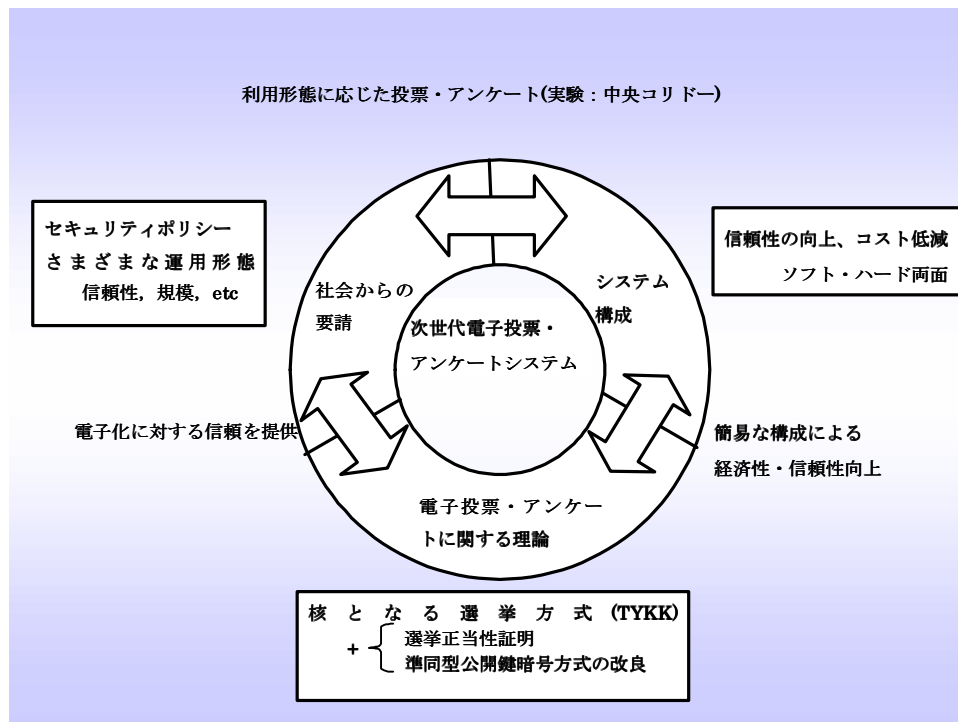 利用形態に応じた投票・アンケート(実験：中央コリドー)
セキュリティポリシー
さまざまな運用形態
信頼性，規模，etc
信頼性の向上、コスト低減
ソフト・ハード両面
社会からの
要請
システム
構成
次世代電子投票・
アンケートシステム
電子化に対する信頼を提供
簡易な構成による
経済性・信頼性向上
電子投票・アンケー
トに関する理論
核となる選挙方式(TYKK)
+
選挙正当性証明
準同型公開鍵暗号方式の改良